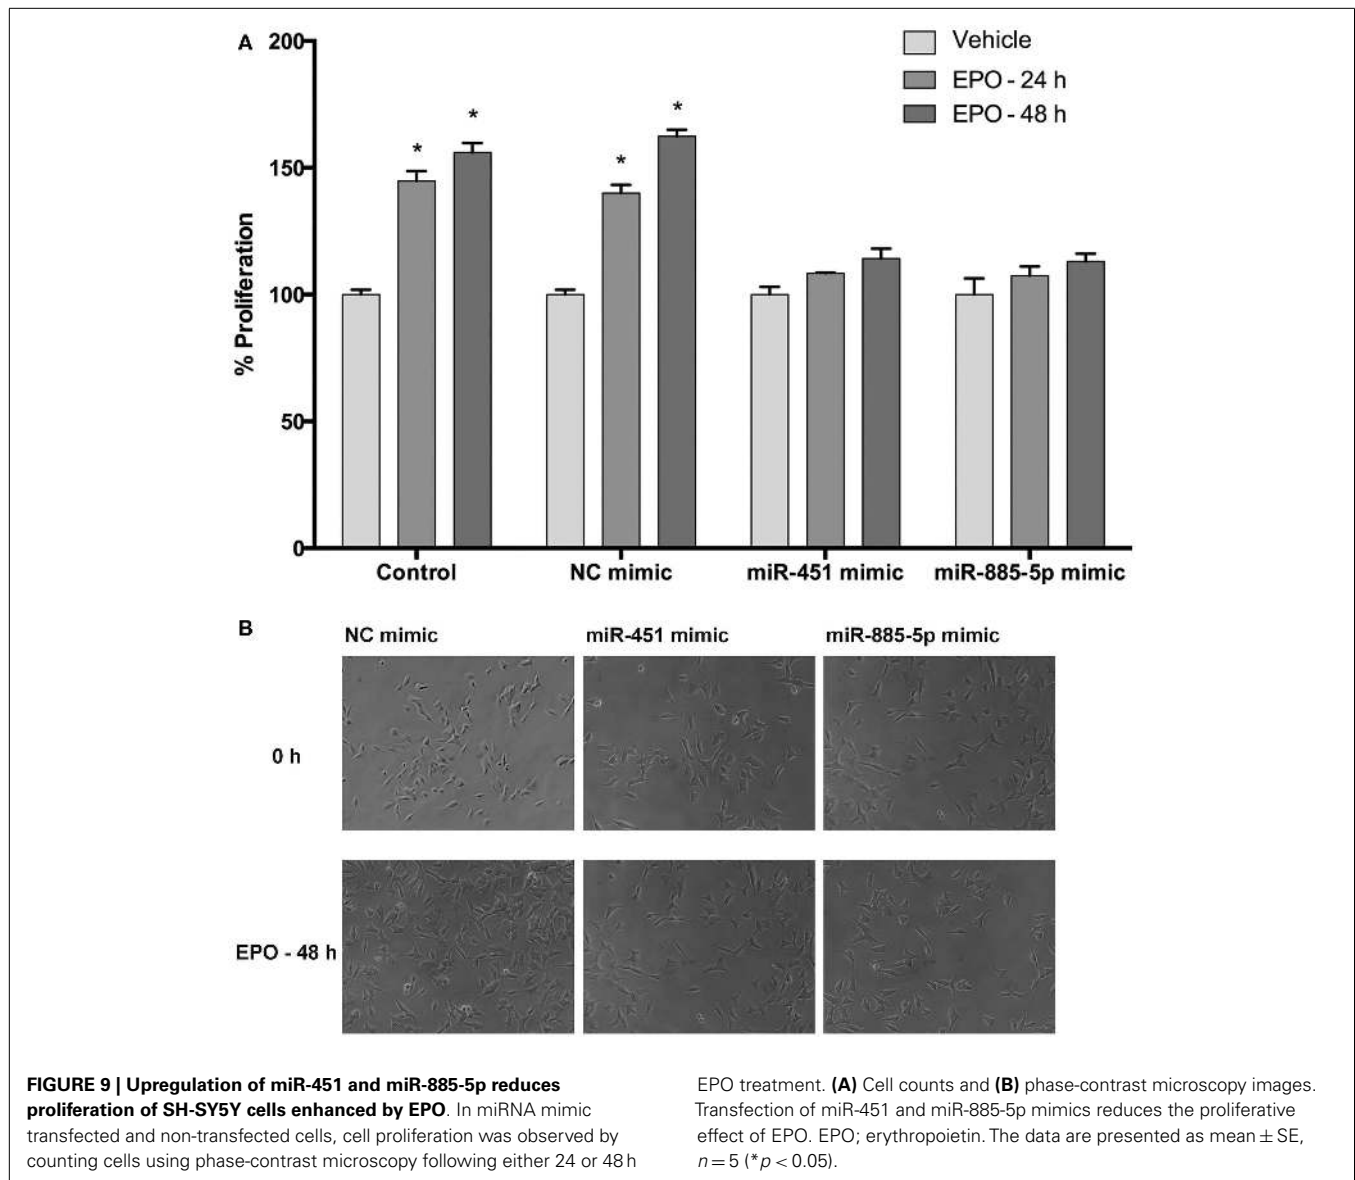 A
200
150
100
50
0
% Proliferation
Vehicle
EPO - 24 h
EPO - 48 h
*
*
*
*
Control
NC mimic
miR-451 mimic
miR-885-5p mimic
B
NC mimic
miR-451 mimic
miR-885-5p mimic
0 h
EPO - 48 h
FIGURE 9 | Upregulation of miR-451 and miR-885-5p reduces
proliferation of SH-SY5Y cells enhanced by EPO. In miRNA mimic
transfected and non-transfected cells, cell proliferation was observed by
counting cells using phase-contrast microscopy following either 24 or 48 h
EPO treatment. (A) Cell counts and (B) phase-contrast microscopy images.
Transfection of miR-451 and miR-885-5p mimics reduces the proliferative
effect of EPO. EPO; erythropoietin. The data are presented as mean ± SE,
n = 5 (*p < 0.05).